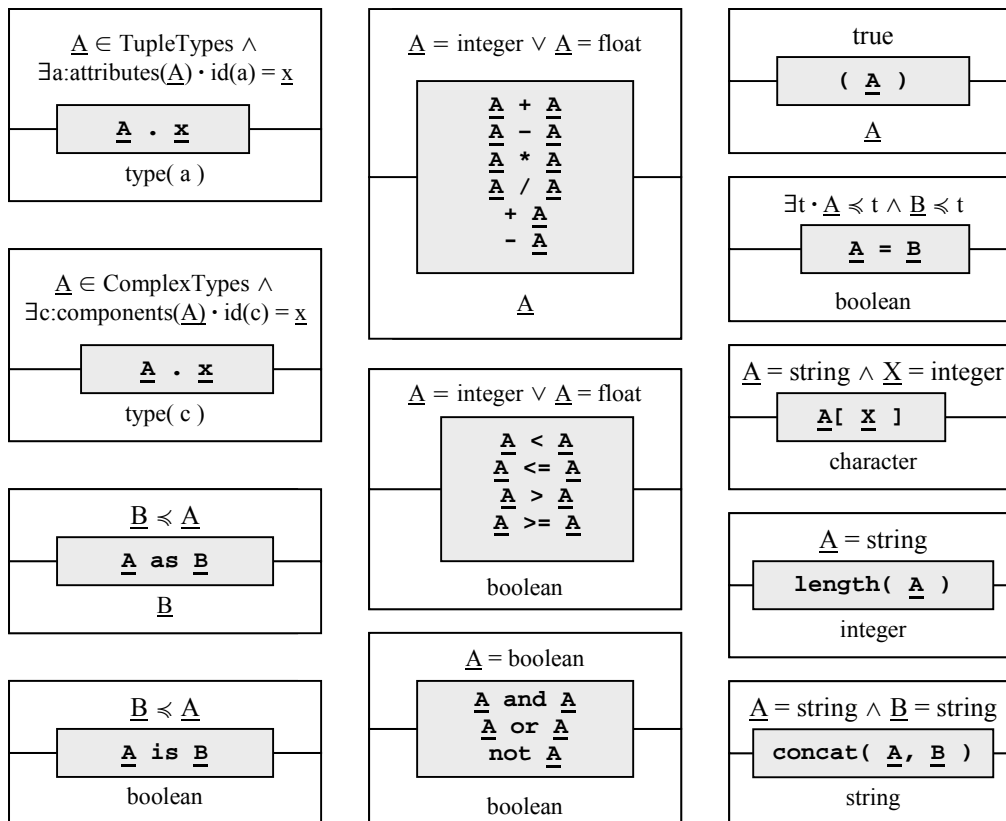 A ∈ TupleTypes ∧
∃a:attributes(A) · id(a) = x
A . x
type( a )
A ∈ ComplexTypes ∧
∃c:components(A) · id(c) = x
A . x
type( c )
B ≼ A
A as B
B
B ≼ A
A is B
boolean
A = integer ∨ A = float
A + A
A - A
A * A
A / A
+ A
- A
A
A = integer ∨ A = float
A < A
A <= A
A > A
A >= A
boolean
A = boolean
A and A
A or A
not A
boolean
true
( A )
A
∃t · A ≼ t ∧ B ≼ t
A = B
boolean
A = string ∧ X = integer
A[ X ]
character
A = string
length( A )
integer
A = string ∧ B = string
concat( A, B )
string